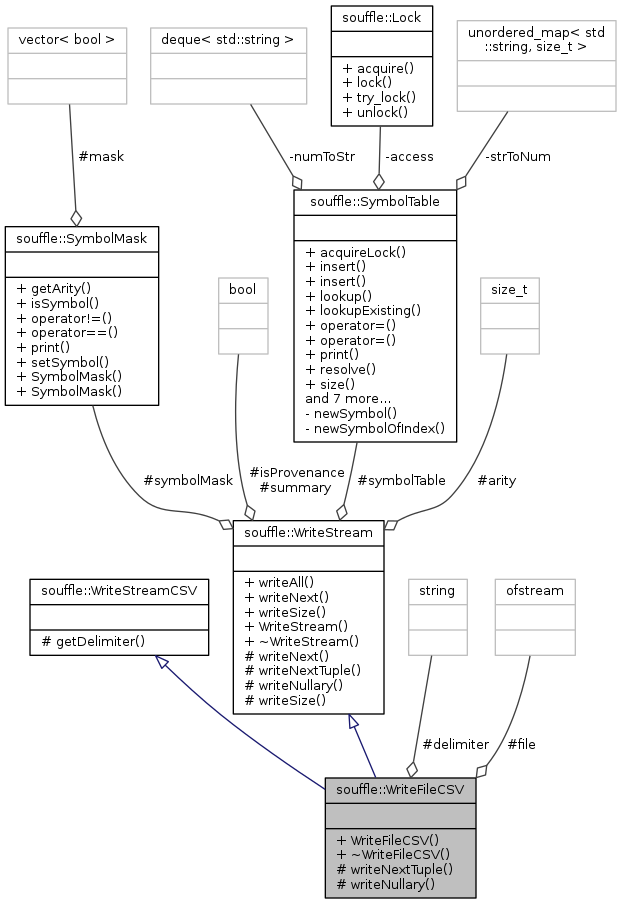 vector< bool >
deque< std::string >
souffle::Lock
+ acquire()
+ lock()
+ try_lock()
+ unlock()
unordered_map< std
::string, size_t >
#mask
-numToStr
-access
-strToNum
souffle::SymbolMask
+ getArity()
+ isSymbol()
+ operator!=()
+ operator==()
+ print()
+ setSymbol()
+ SymbolMask()
+ SymbolMask()
bool
souffle::SymbolTable
+ acquireLock()
+ insert()
+ insert()
+ lookup()
+ lookupExisting()
+ operator=()
+ operator=()
+ print()
+ resolve()
+ size()
and 7 more...
- newSymbol()
- newSymbolOfIndex()
size_t
#symbolMask
#isProvenance
#summary
#symbolTable
#arity
souffle::WriteStreamCSV
# getDelimiter()
souffle::WriteStream
+ writeAll()
+ writeNext()
+ writeSize()
+ WriteStream()
+ ~WriteStream()
# writeNext()
# writeNextTuple()
# writeNullary()
# writeSize()
string
ofstream
#delimiter
#file
souffle::WriteFileCSV
+ WriteFileCSV()
+ ~WriteFileCSV()
# writeNextTuple()
# writeNullary()